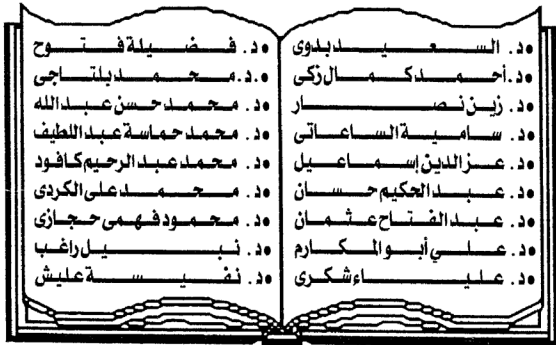 • د. السعيد بدوى
• د. أحمد كمال زكى
• د. زين نصار
• د. سامية الساعاتى
• د. عز الدين إسماعيل
• د. عبد الحكيم حسان
• د. عبد الفتاح عثمان
• د. على أبو المكارم
• د. علياء شكرى
• د. فضيلة فتوح
• د. محمد بلتاجى
• د. محمد حسن عبد الله
• د. محمد حماسة عبد اللطيف
• د. محمد عبد الرحيم كافود
• د. محمد على الكردى
• د. محمود فهمى حجازى
• د. نبيل راغب
• د. نفيسة عليش